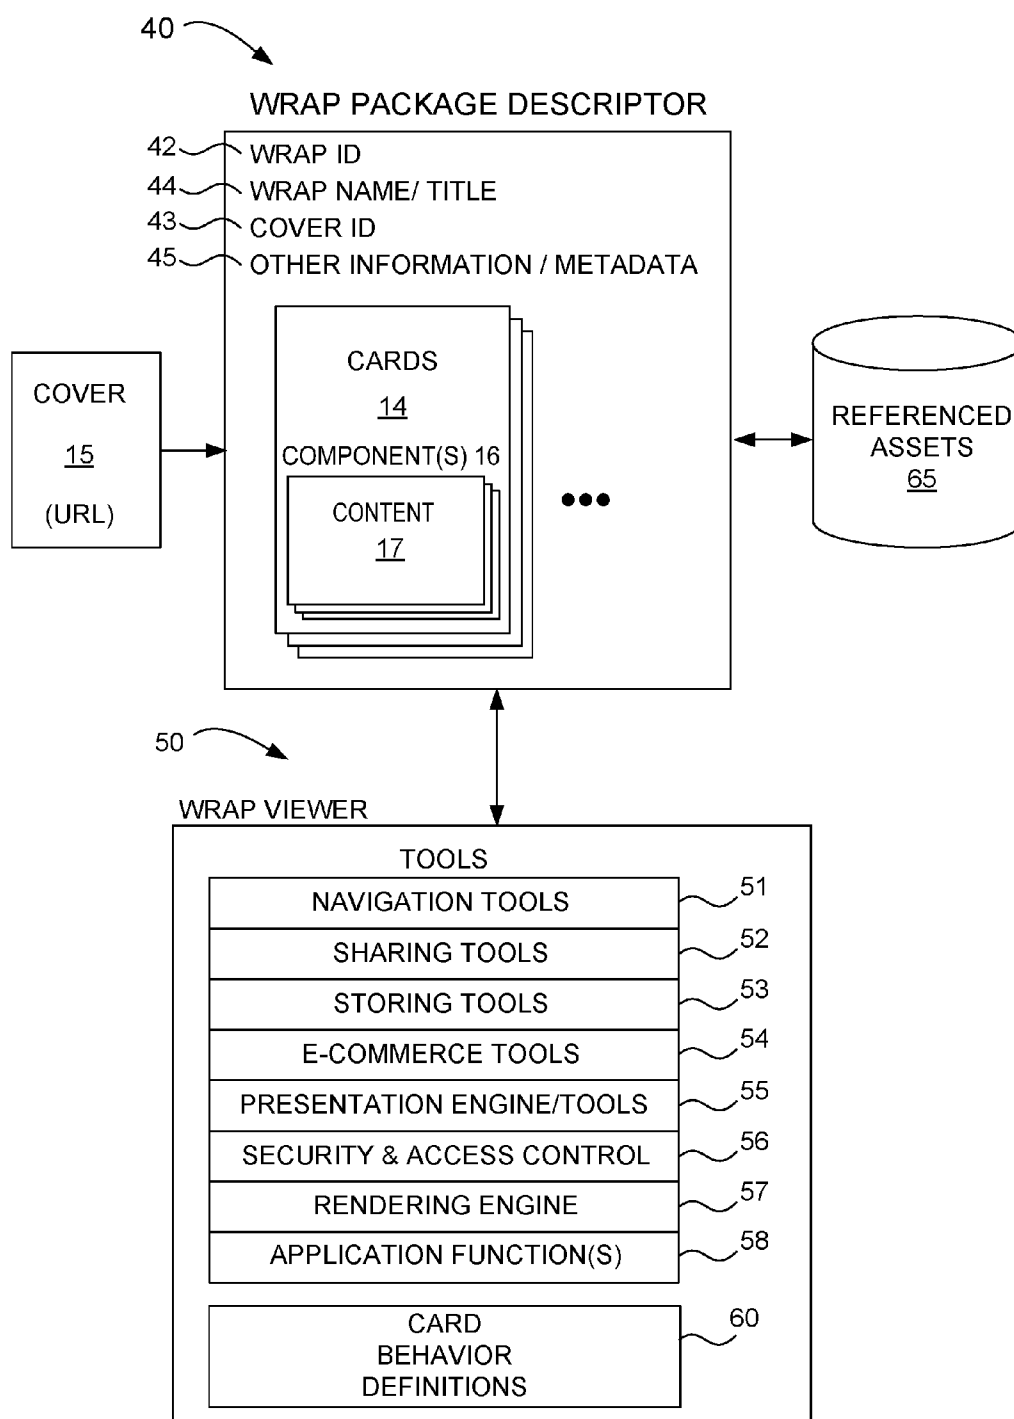 40
WRAP PACKAGE DESCRIPTOR
42 WRAP ID
44 WRAP NAME/ TITLE
43 COVER ID
45 OTHER INFORMATION / METADATA
COVER
15
(URL)
CARDS
14
COMPONENT(S) 16
CONTENT
17
REFERENCED
ASSETS
65
50
WRAP VIEWER
TOOLS
NAVIGATION TOOLS 51
SHARING TOOLS 52
STORING TOOLS 53
E-COMMERCE TOOLS 54
PRESENTATION ENGINE/TOOLS 55
SECURITY & ACCESS CONTROL 56
RENDERING ENGINE 57
APPLICATION FUNCTION(S) 58
CARD 60
BEHAVIOR
DEFINITIONS